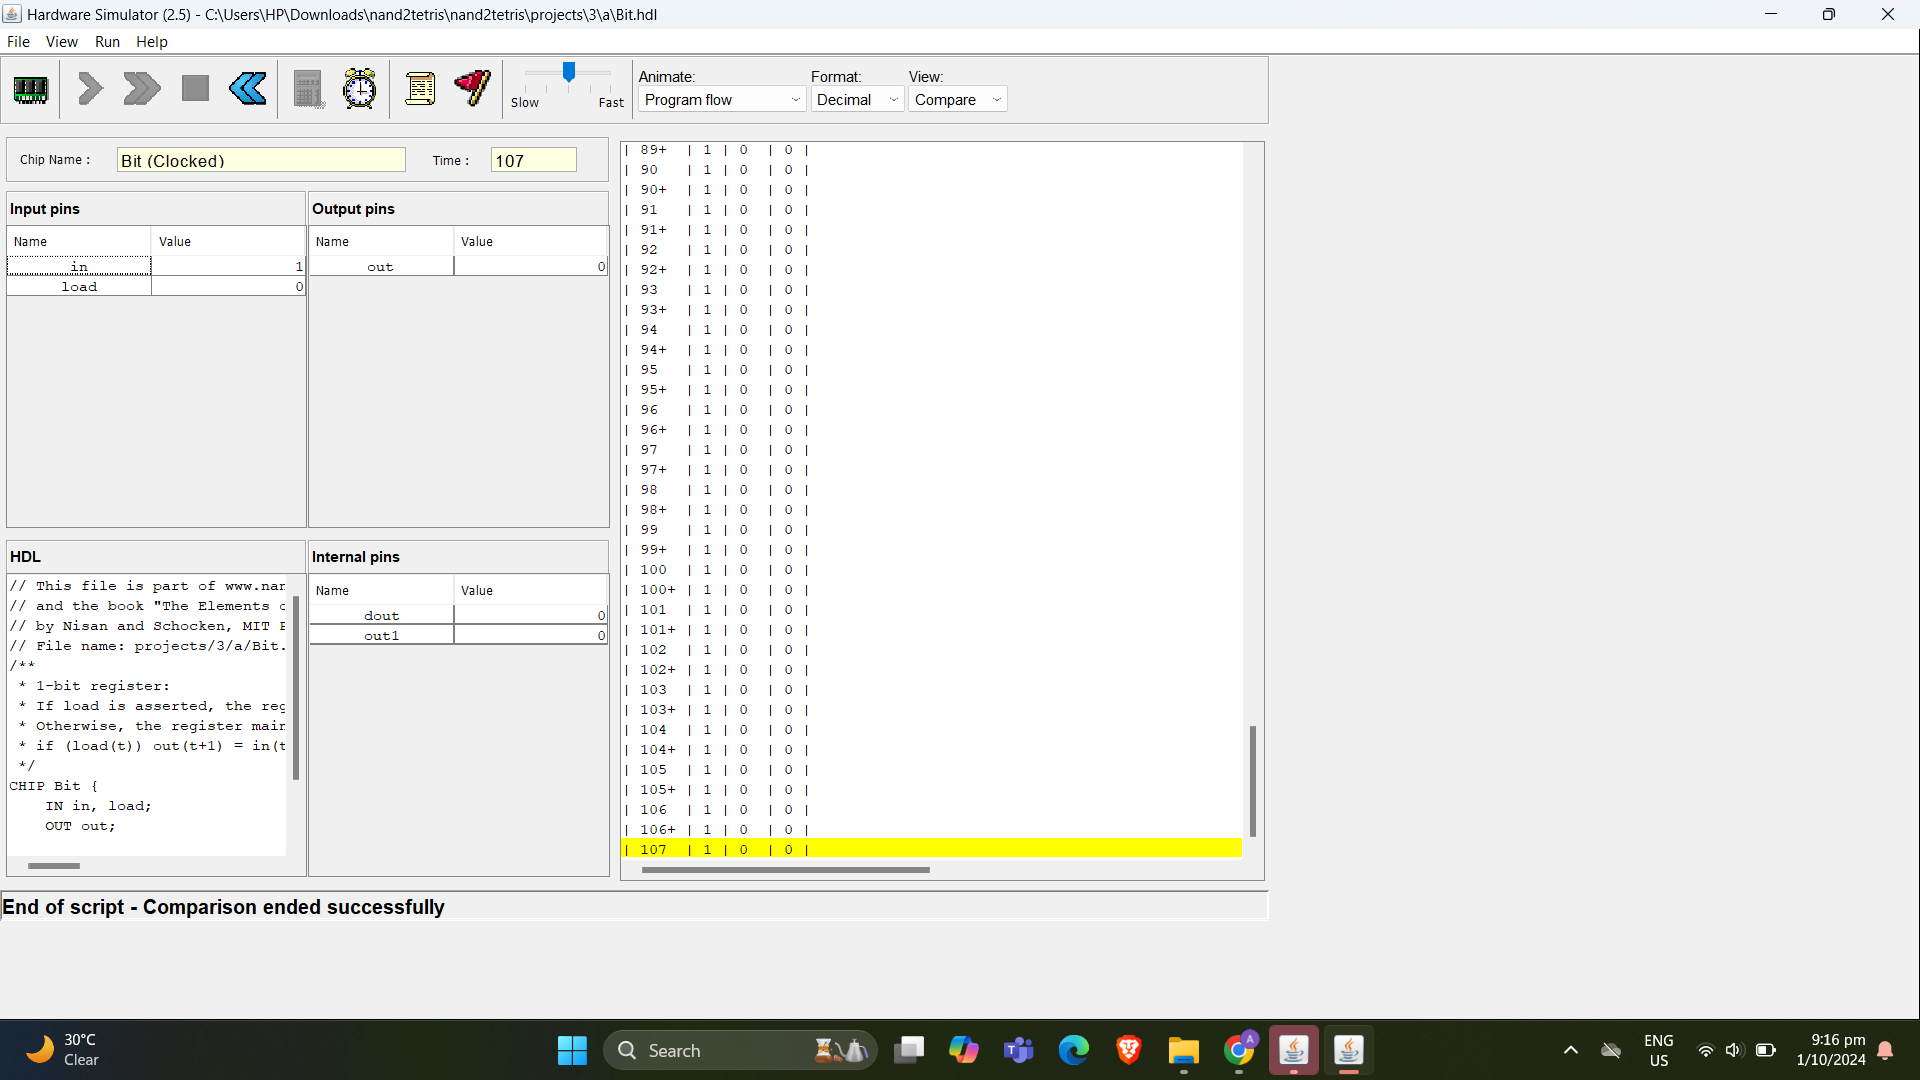 Hardware Simulator (2.5) - C:\Users\HP\Downloads\nand2tetris\nand2tetris\projects\3\a\Bit.hdl
File View Run Help
Slow Fast
Animate: Format: View:
Program flow Decimal Compare
Chip Name : Bit (Clocked) Time : 107
Input pins
Name Value
in 1
load 0
Output pins
Name Value
out 0
HDL
// This file is part of www.nan
// and the book "The Elements o
// by Nisan and Schocken, MIT P
// File name: projects/3/a/Bit.
/**
* 1-bit register:
* If load is asserted, the reg
* Otherwise, the register main
* if (load(t)) out(t+1) = in(t
*/
CHIP Bit {
IN in, load;
OUT out;
Internal pins
Name Value
dout 0
out1 0
| 89+ | 1 | 0 | 0 |
| 90 | 1 | 0 | 0 |
| 90+ | 1 | 0 | 0 |
| 91 | 1 | 0 | 0 |
| 91+ | 1 | 0 | 0 |
| 92 | 1 | 0 | 0 |
| 92+ | 1 | 0 | 0 |
| 93 | 1 | 0 | 0 |
| 93+ | 1 | 0 | 0 |
| 94 | 1 | 0 | 0 |
| 94+ | 1 | 0 | 0 |
| 95 | 1 | 0 | 0 |
| 95+ | 1 | 0 | 0 |
| 96 | 1 | 0 | 0 |
| 96+ | 1 | 0 | 0 |
| 97 | 1 | 0 | 0 |
| 97+ | 1 | 0 | 0 |
| 98 | 1 | 0 | 0 |
| 98+ | 1 | 0 | 0 |
| 99 | 1 | 0 | 0 |
| 99+ | 1 | 0 | 0 |
| 100 | 1 | 0 | 0 |
| 100+ | 1 | 0 | 0 |
| 101 | 1 | 0 | 0 |
| 101+ | 1 | 0 | 0 |
| 102 | 1 | 0 | 0 |
| 102+ | 1 | 0 | 0 |
| 103 | 1 | 0 | 0 |
| 103+ | 1 | 0 | 0 |
| 104 | 1 | 0 | 0 |
| 104+ | 1 | 0 | 0 |
| 105 | 1 | 0 | 0 |
| 105+ | 1 | 0 | 0 |
| 106 | 1 | 0 | 0 |
| 106+ | 1 | 0 | 0 |
| 107 | 1 | 0 | 0 |
End of script - Comparison ended successfully
30°C
Clear
Search
A
ENG
US
9:16 pm
1/10/2024